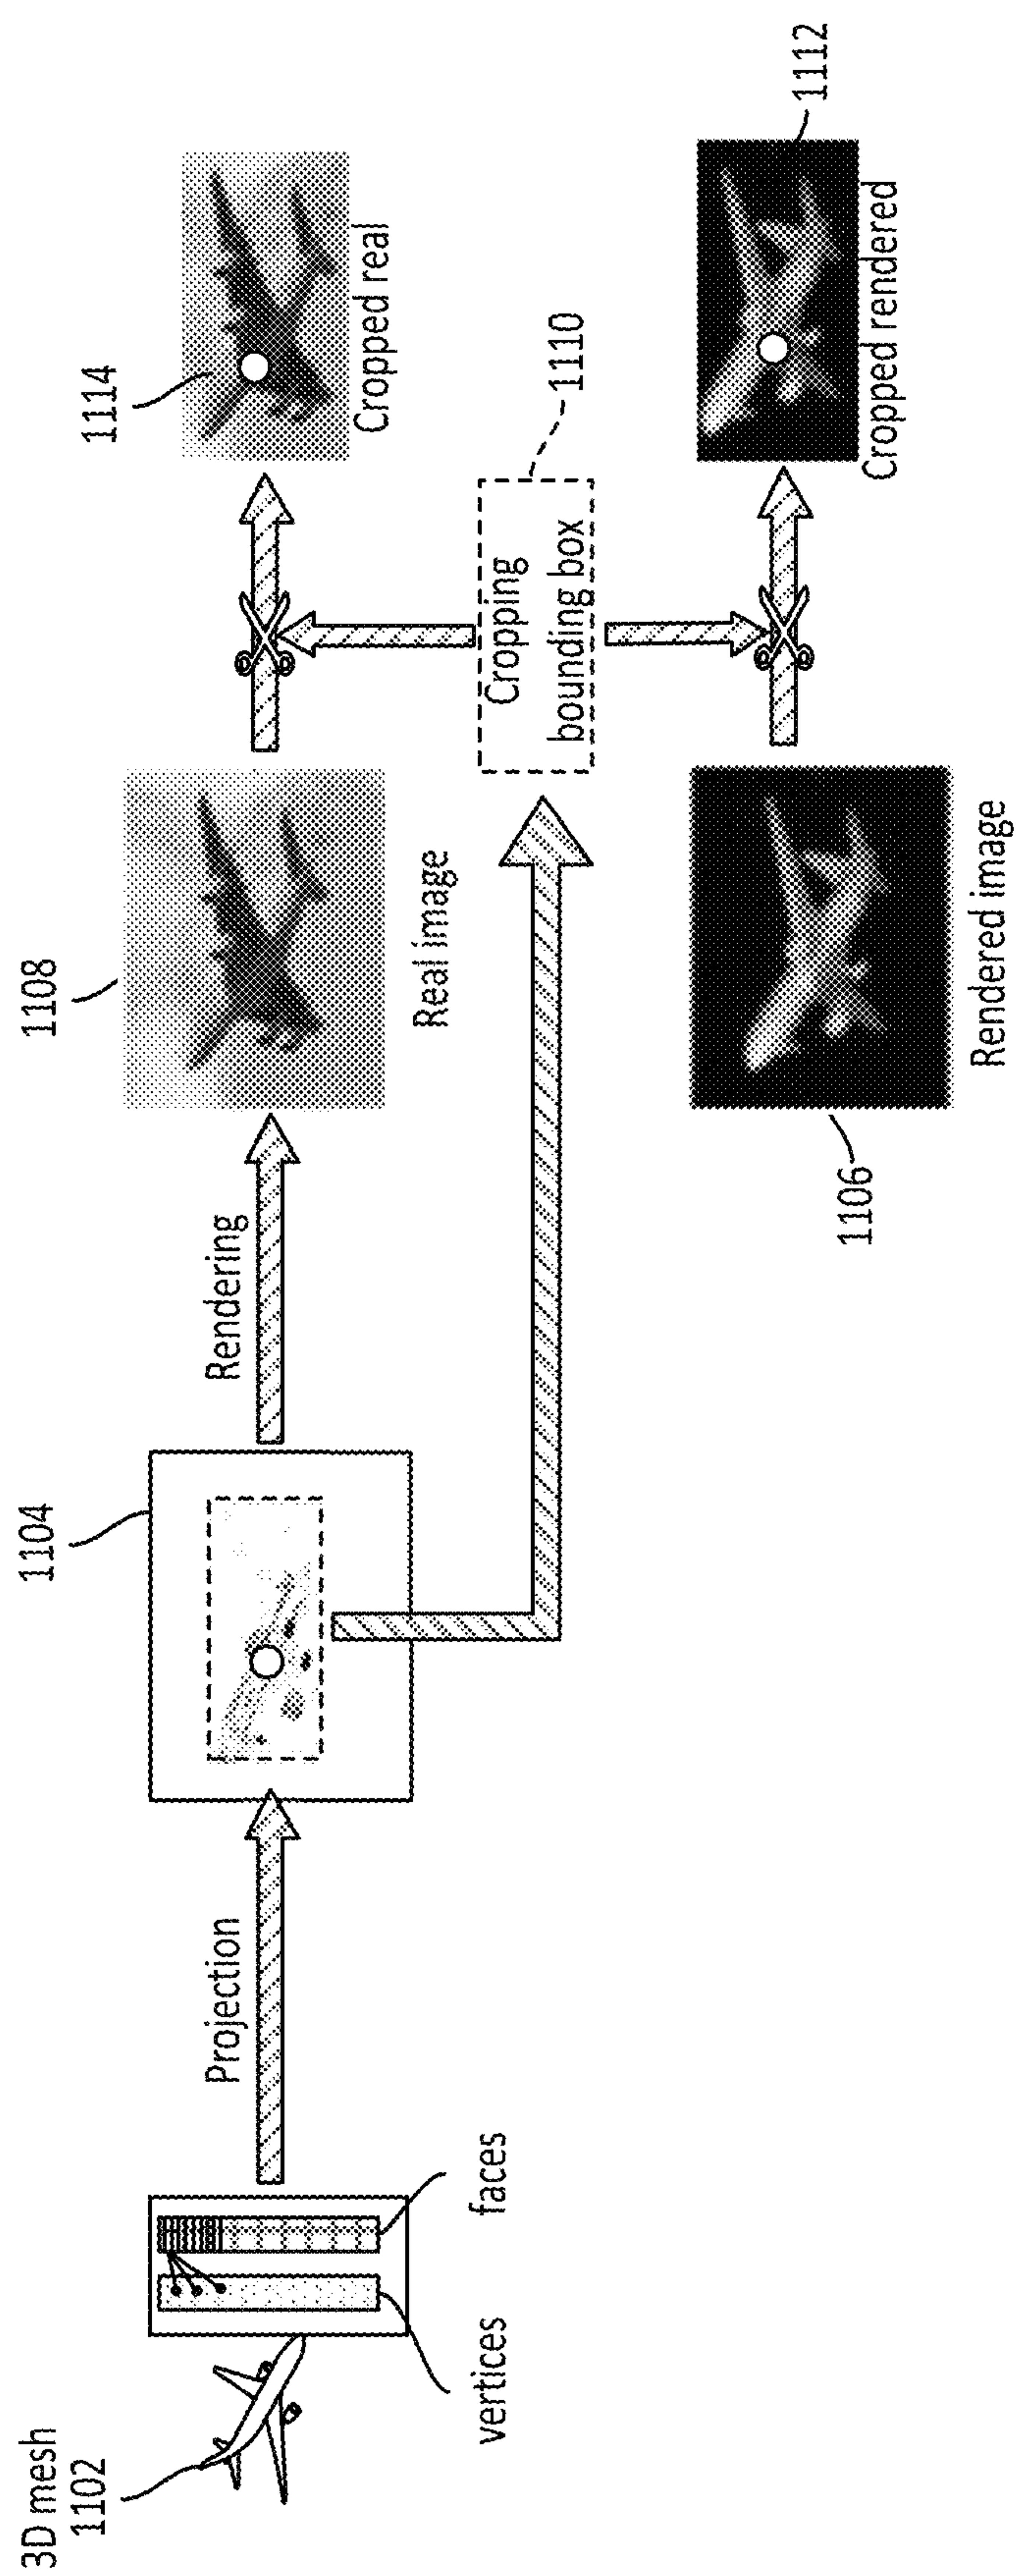 3D mesh
1102
vertices
faces
Projection
1104
Rendering
1108
Real image
1106
Rendered image
Cropping
bounding box
1110
1114
Cropped real
1112
Cropped rendered